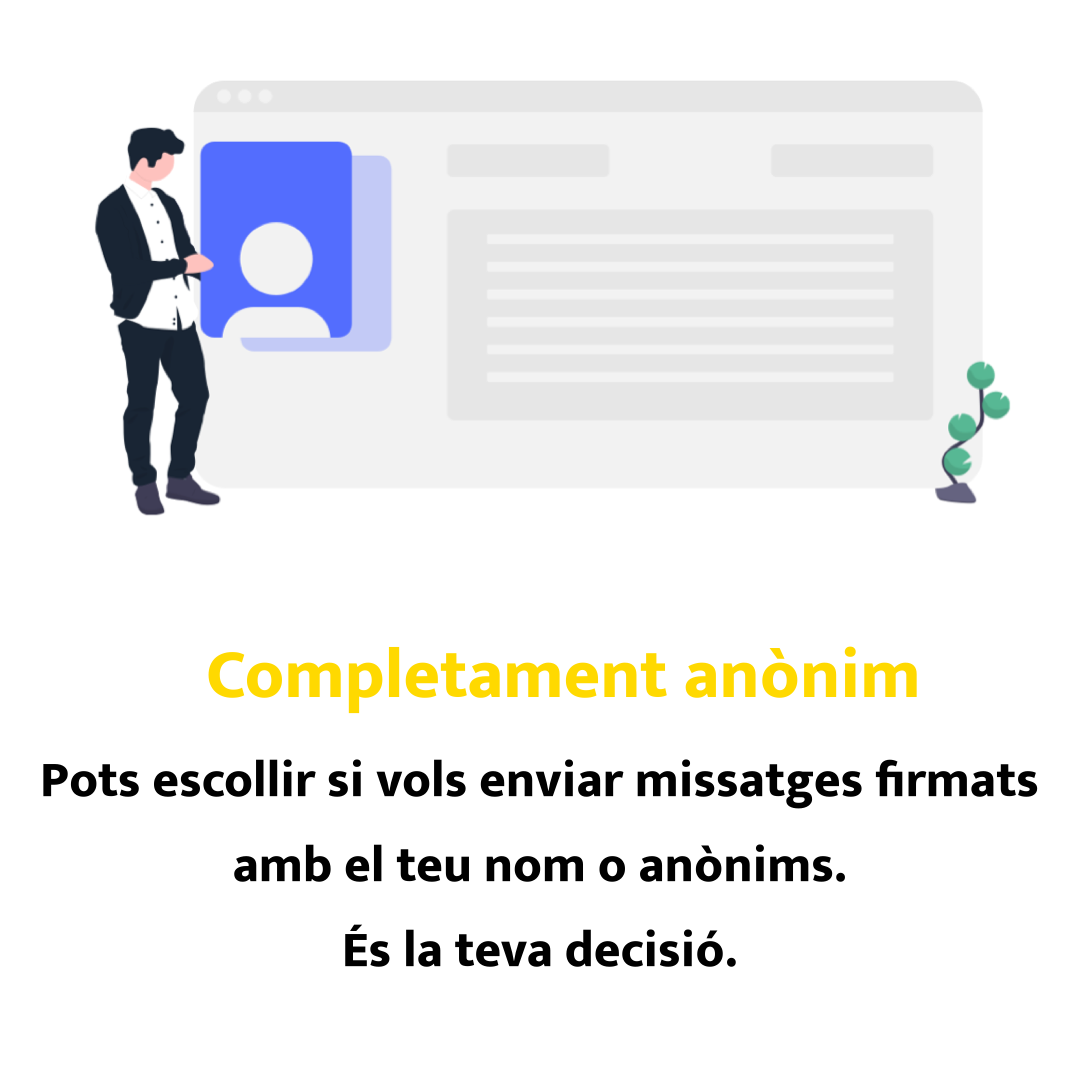 Completament anònim
Pots escollir si vols enviar missatges firmats
amb el teu nom o anònims.
És la teva decisió.